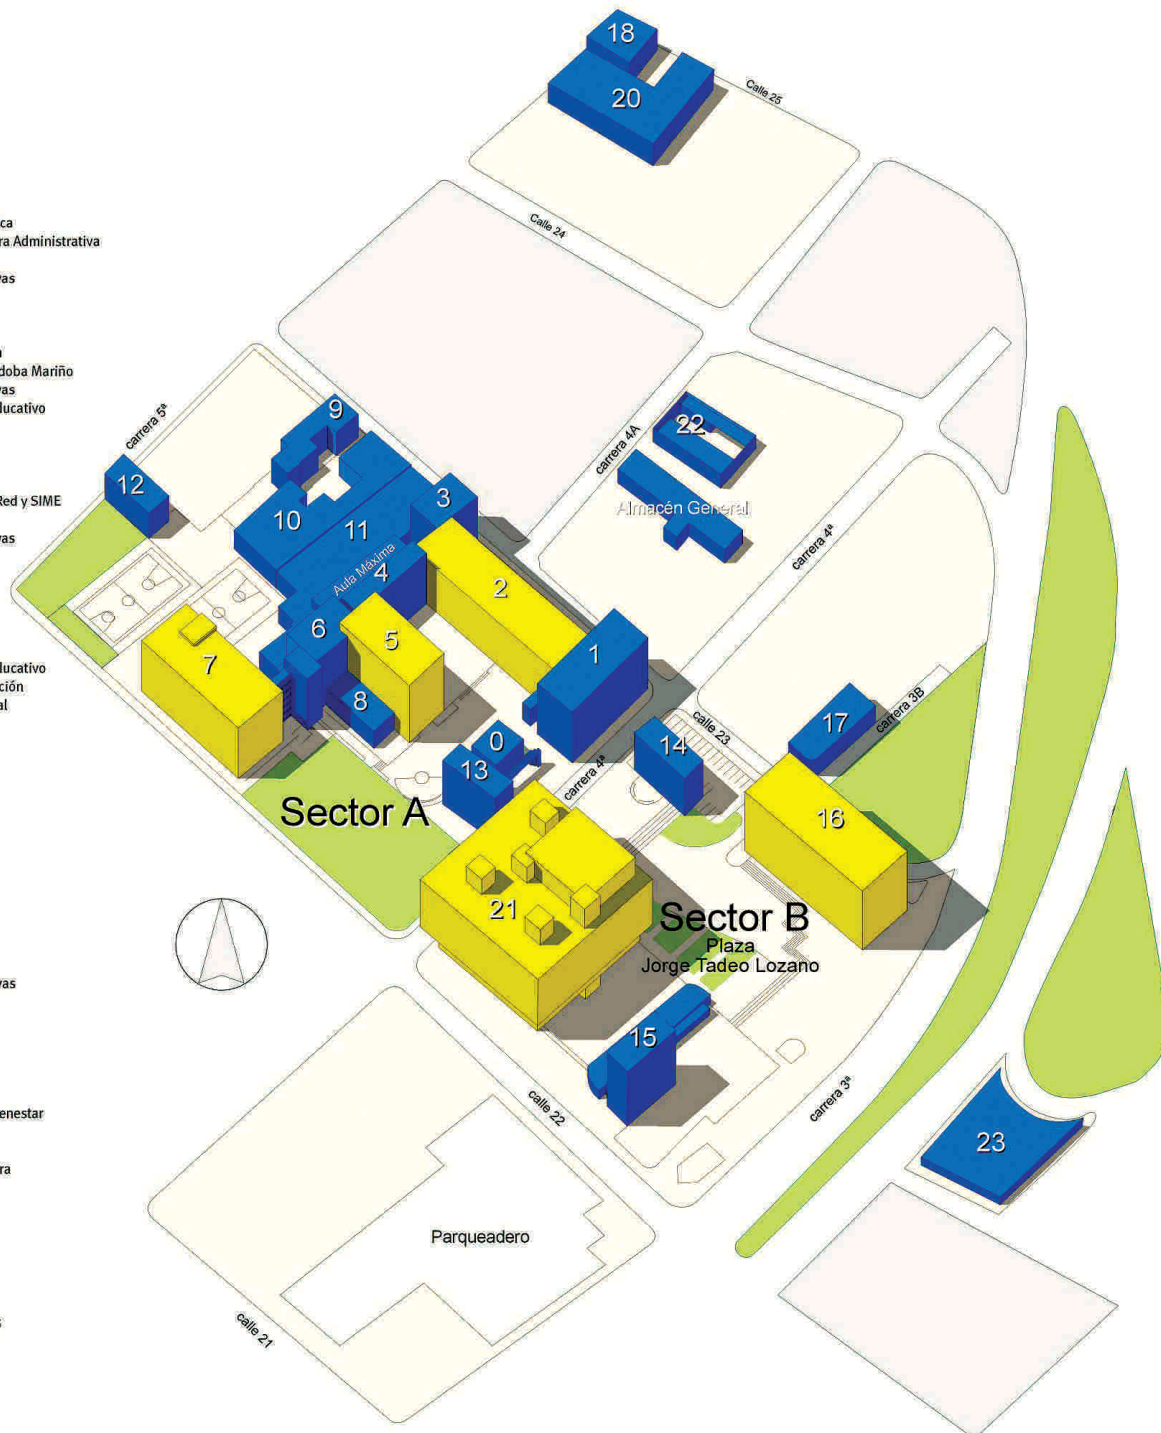 18
20
Calle 25
Calle 24
ca
ra Administrativa
vas
doba Mariño
vas
ducativo
Red y SIME
vas
ducativo
ción
al
vas
enestar
ra
carrera 5ª
9
12
3
10
11
Aula Máxima
4
2
6
5
7
8
1
0
13
carrera 4A
22
Almacén General
carrera 4ª
17
carrera 3B
calle 23
14
carrera 4ª
16
Sector A
21
Sector B
Plaza
Jorge Tadeo Lozano
15
calle 22
carrera 3ª
23
Parqueadero
calle 21